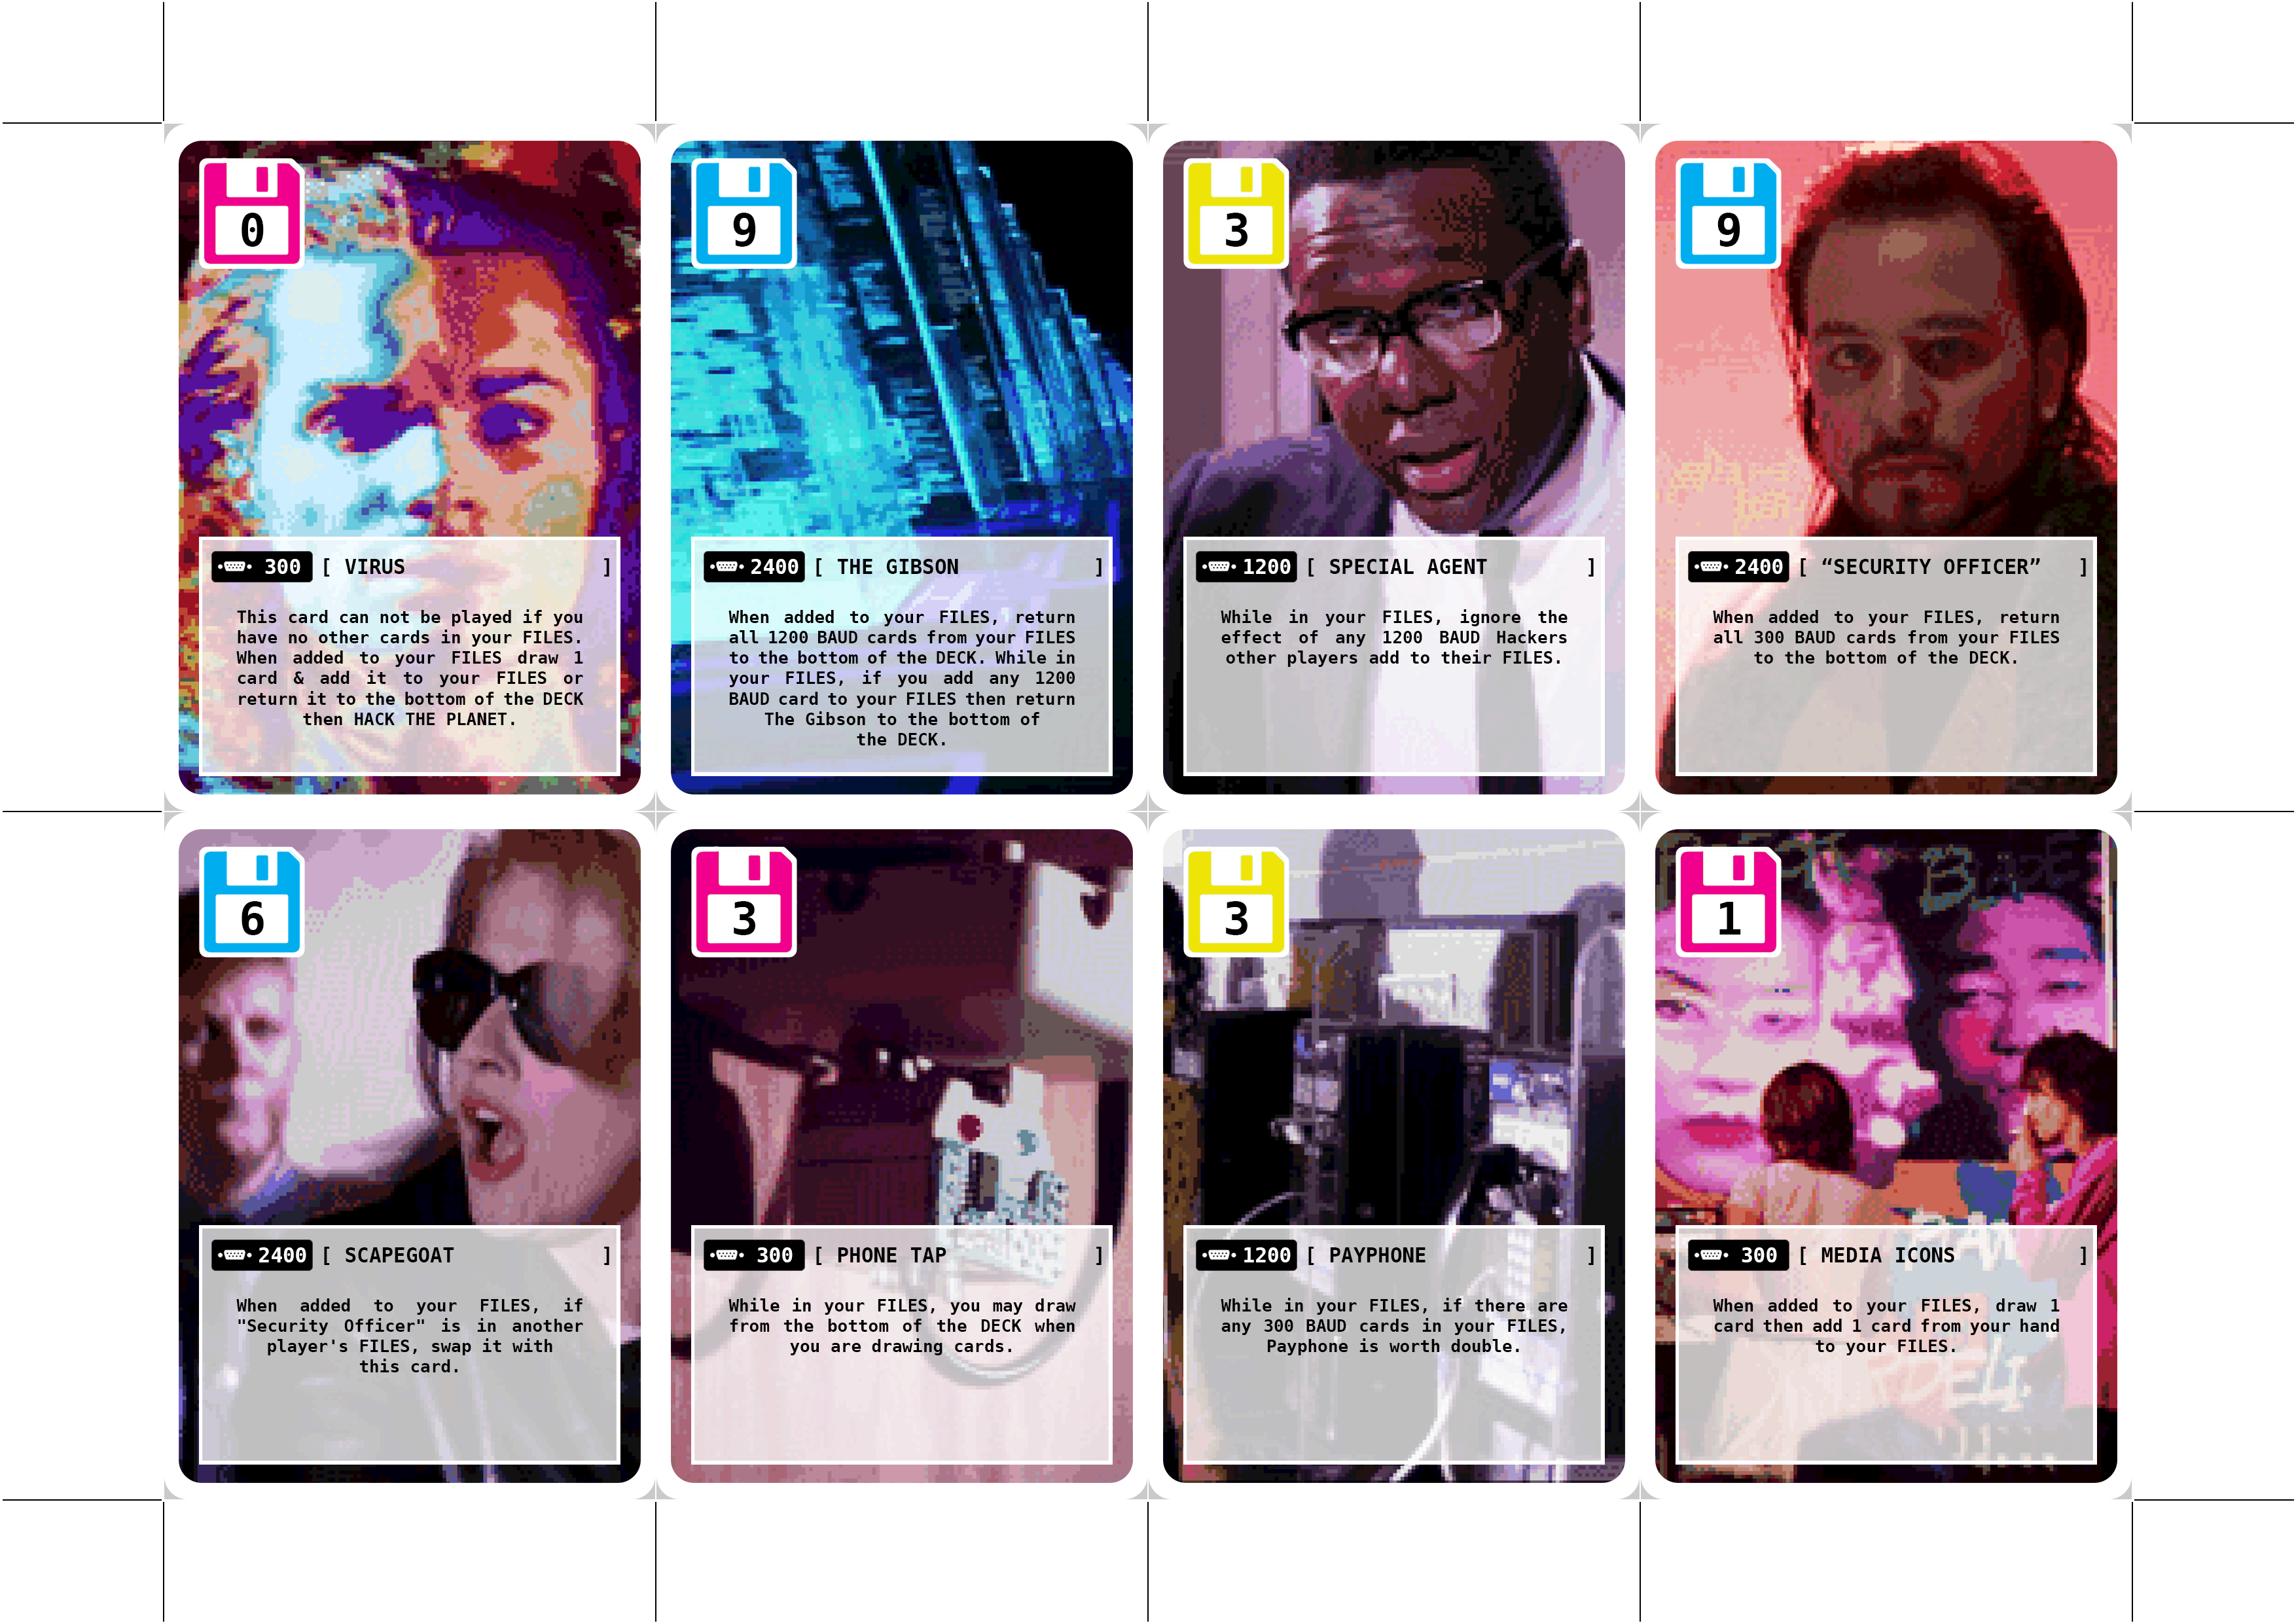 0
300 [ VIRUS ]
This card can not be played if you
have no other cards in your FILES.
When added to your FILES draw 1
card & add it to your FILES or
return it to the bottom of the DECK
then HACK THE PLANET.
9
2400 [ THE GIBSON ]
When added to your FILES, return
all 1200 BAUD cards from your FILES
to the bottom of the DECK. While in
your FILES, if you add any 1200
BAUD card to your FILES then return
The Gibson to the bottom of
the DECK.
3
1200 [ SPECIAL AGENT ]
While in your FILES, ignore the
effect of any 1200 BAUD Hackers
other players add to their FILES.
9
2400 [ “SECURITY OFFICER” ]
When added to your FILES, return
all 300 BAUD cards from your FILES
to the bottom of the DECK.
6
2400 [ SCAPEGOAT ]
When added to your FILES, if
"Security Officer" is in another
player's FILES, swap it with
this card.
3
300 [ PHONE TAP ]
While in your FILES, you may draw
from the bottom of the DECK when
you are drawing cards.
3
1200 [ PAYPHONE ]
While in your FILES, if there are
any 300 BAUD cards in your FILES,
Payphone is worth double.
1
300 [ MEDIA ICONS ]
When added to your FILES, draw 1
card then add 1 card from your hand
to your FILES.